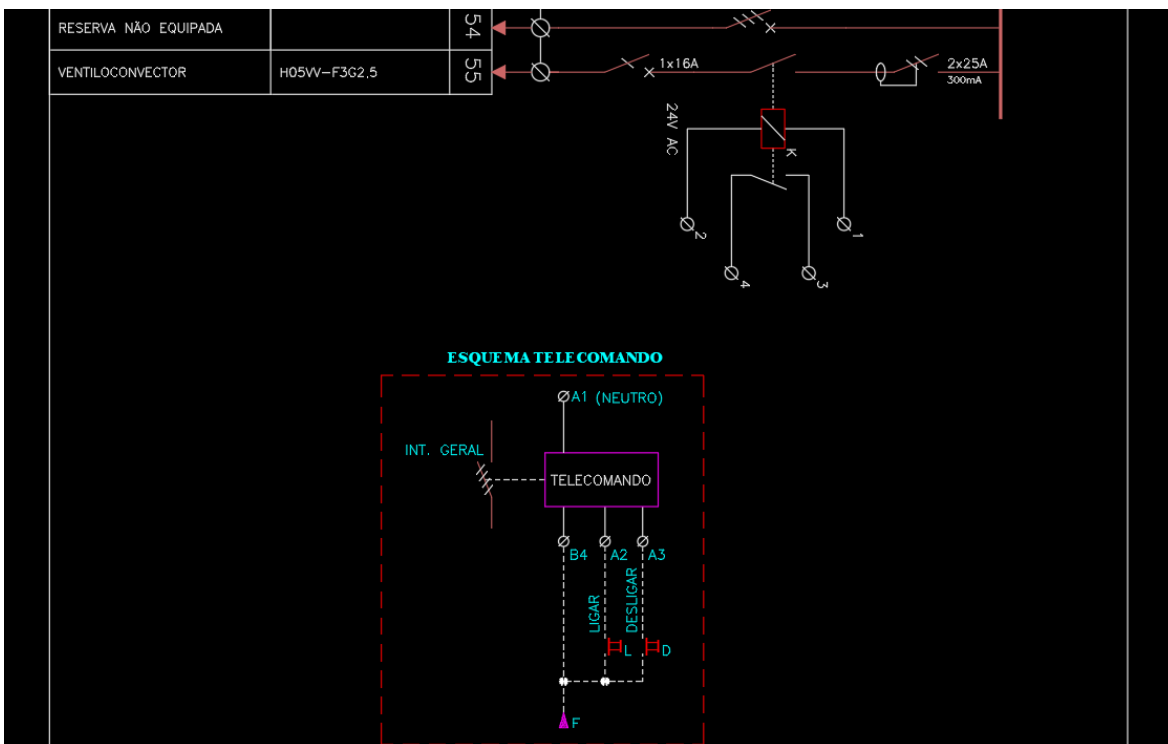 RESERVA NÃO EQUIPADA
54
VENTILOCONVECTOR
H05VV-F3G2,5
55
1x16A
2x25A
300mA
24V AC
K
2
1
4
3
ESQUEMA TELECOMANDO
A1 (NEUTRO)
INT. GERAL
TELECOMANDO
B4
A2
A3
LIGAR
DESLIGAR
L
D
F